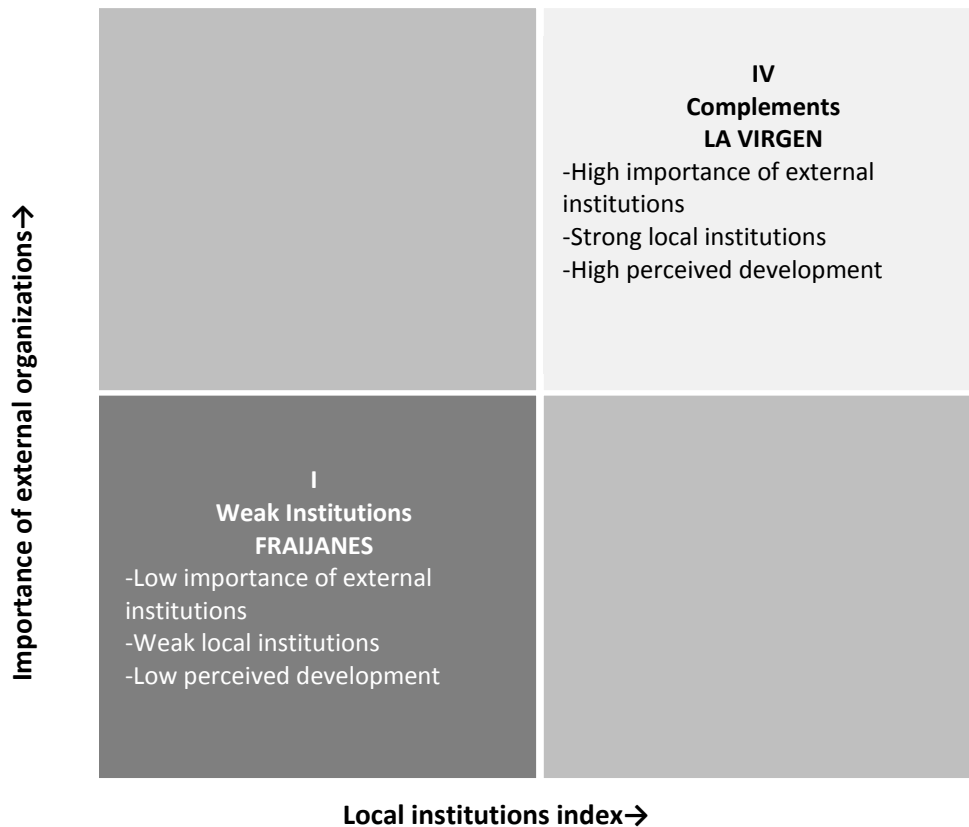 IV
Complements
LA VIRGEN
-High importance of external
institutions
-Strong local institutions
-High perceived development
Importance of external organizations→
I
Weak Institutions
FRAIJANES
-Low importance of external
institutions
-Weak local institutions
-Low perceived development
Local institutions index→